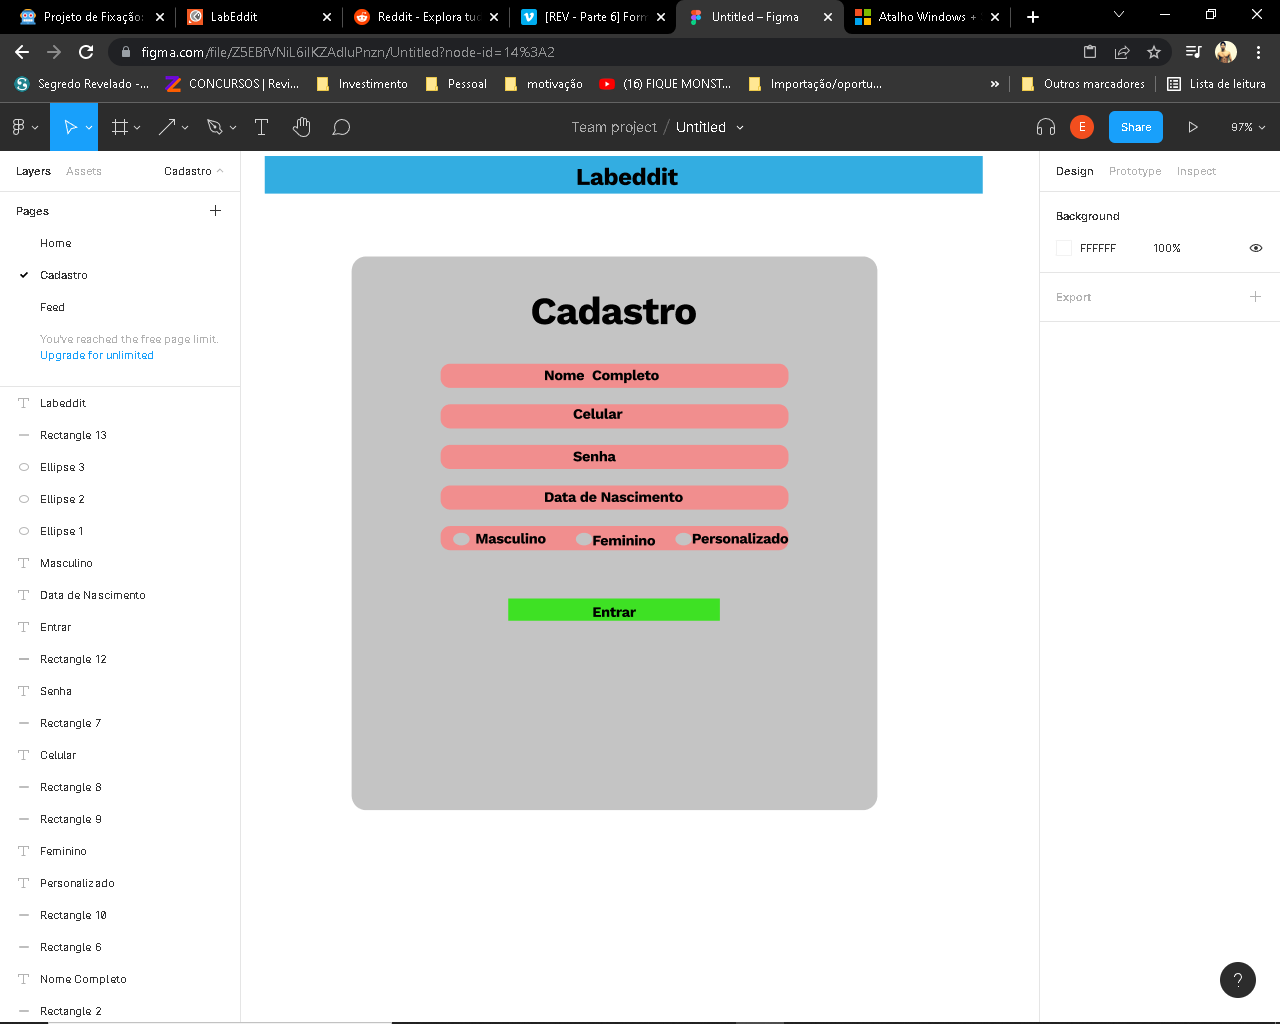 Projeto de Fixação:
LabEddit
Reddit - Explora tud
[REV - Parte 6] Form
Untitled – Figma
Atalho Windows +
figma.com/file/Z5EBfVNiL6iIKZAdluPnzn/Untitled?node-id=14%3A2
Segredo Revelado -...
CONCURSOS | Revi...
Investimento
Pessoal
motivação
(16) FIQUE MONST...
Importação/oportu...
»
Outros marcadores
Lista de leitura
Team project / Untitled
E
Share
97%
Layers
Assets
Cadastro
Pages
Home
Cadastro
Feed
You've reached the free page limit.
Upgrade for unlimited
Labeddit
Rectangle 13
Ellipse 3
Ellipse 2
Ellipse 1
Masculino
Data de Nascimento
Entrar
Rectangle 12
Senha
Rectangle 7
Celular
Rectangle 8
Rectangle 9
Feminino
Personalizado
Rectangle 10
Rectangle 6
Nome Completo
Rectangle 2
Labeddit
Cadastro
Nome Completo
Celular
Senha
Data de Nascimento
Masculino Feminino Personalizado
Entrar
Design
Prototype
Inspect
Background
FFFFFF 100%
Export
?